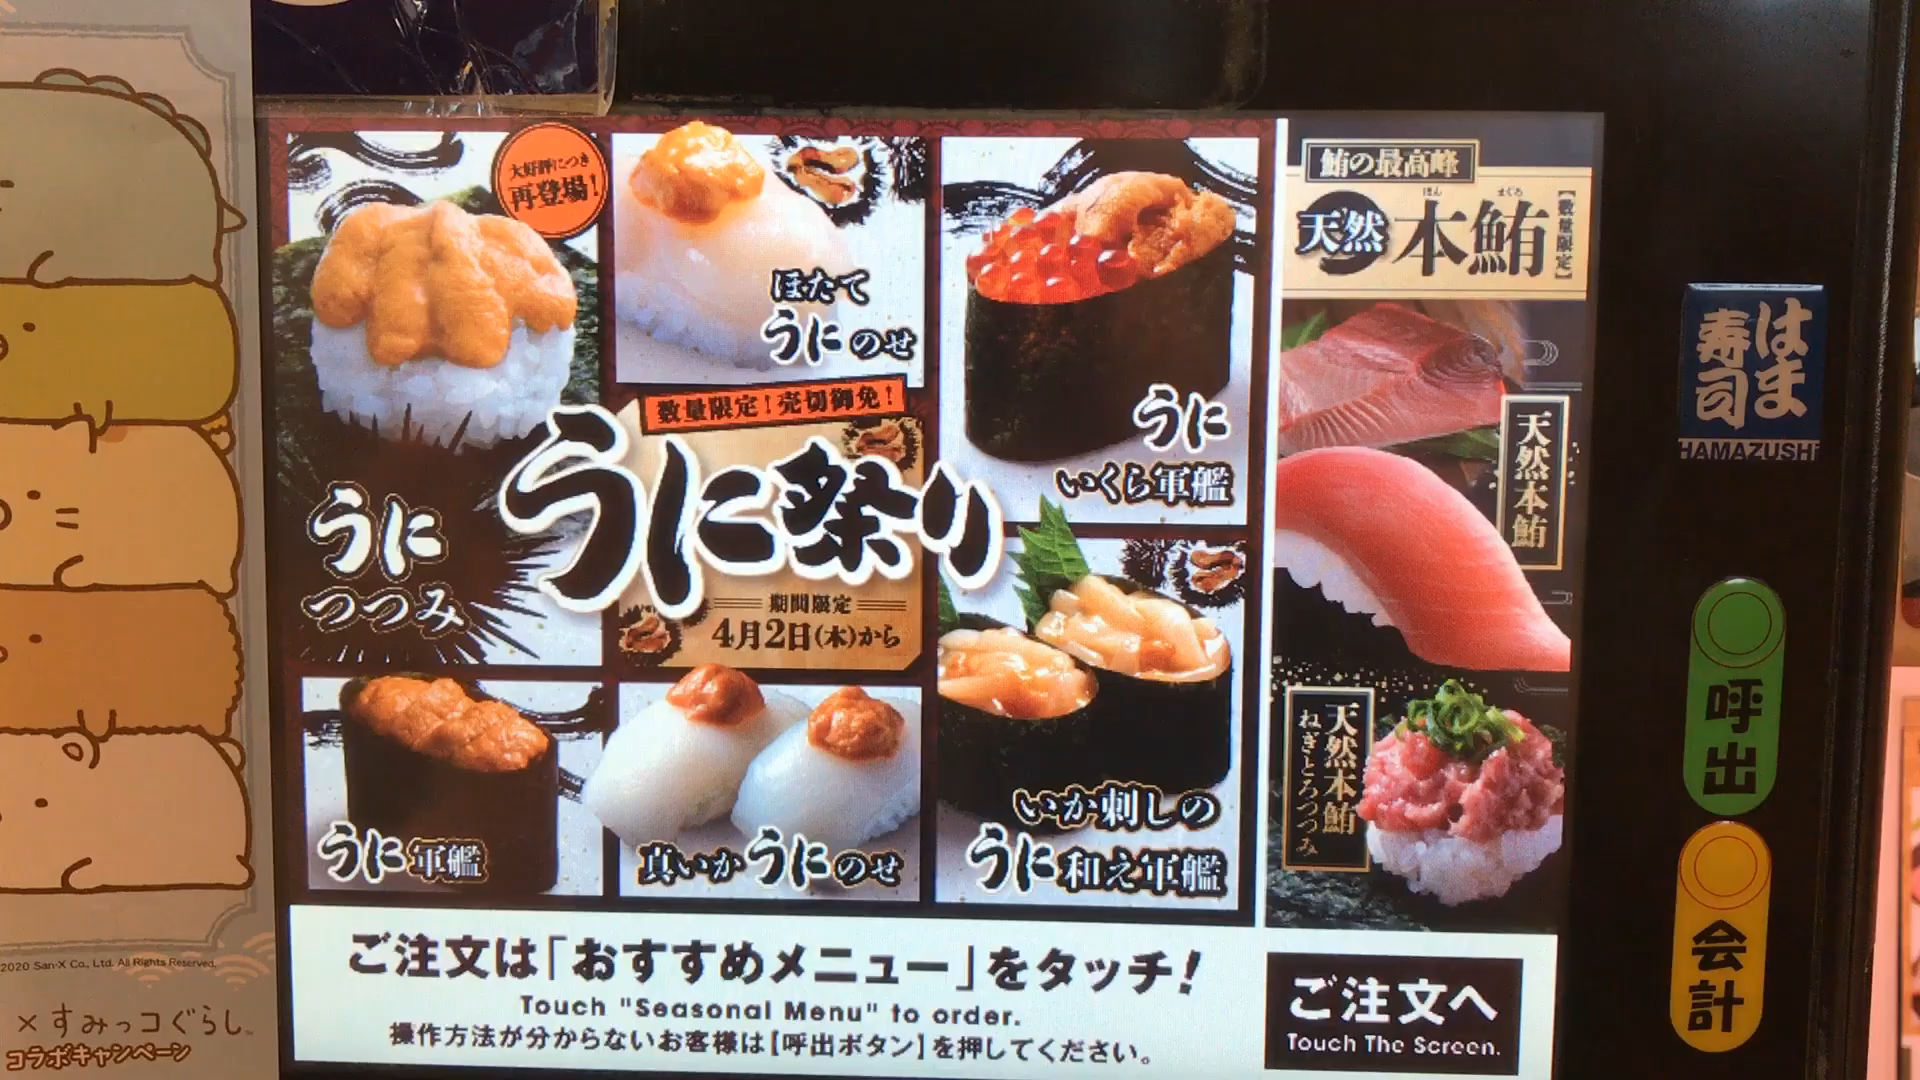 大好評につき
再登場！
うに
つつみ
ほたて
うにのせ
うに
いくら軍艦
数量限定！売切御免！
うに祭り
期間限定
4月2日(木)から
うに軍艦
真いかうにのせ
いか刺しの
うに和え軍艦
鮪の最高峰
ほん まぐろ
天然本鮪
【数量限定】
天然本鮪
天然本鮪
ねぎとろつつみ
ご注文は「おすすめメニュー」をタッチ！
Touch "Seasonal Menu" to order.
操作方法が分からないお客様は【呼出ボタン】を押してください。
ご注文へ
Touch The Screen.
はま
寿司
HAMAZUSHI
呼出
会計
2020 San-X Co., Ltd. All Rights Reserved.
×すみっコぐらし
コラボキャンペーン